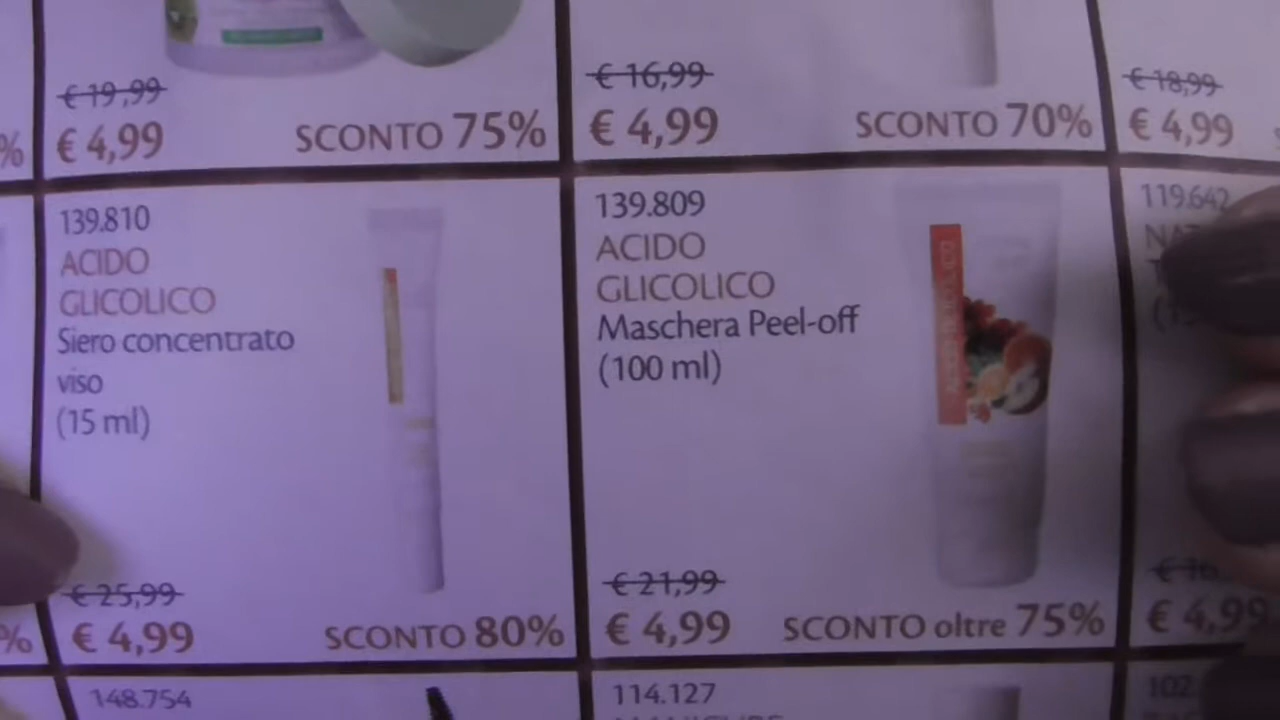 € 19,99
€ 4,99
SCONTO 75%
€ 16,99
€ 4,99
SCONTO 70%
€ 18,99
€ 4,99
%
139.810
ACIDO
GLICOLICO
Siero concentrato
viso
(15 ml)
€ 25,99
€ 4,99
SCONTO 80%
139.809
ACIDO
GLICOLICO
Maschera Peel-off
(100 ml)
€ 21,99
€ 4,99
SCONTO oltre 75%
119.642
€ 4,99
%
148.754
114.127